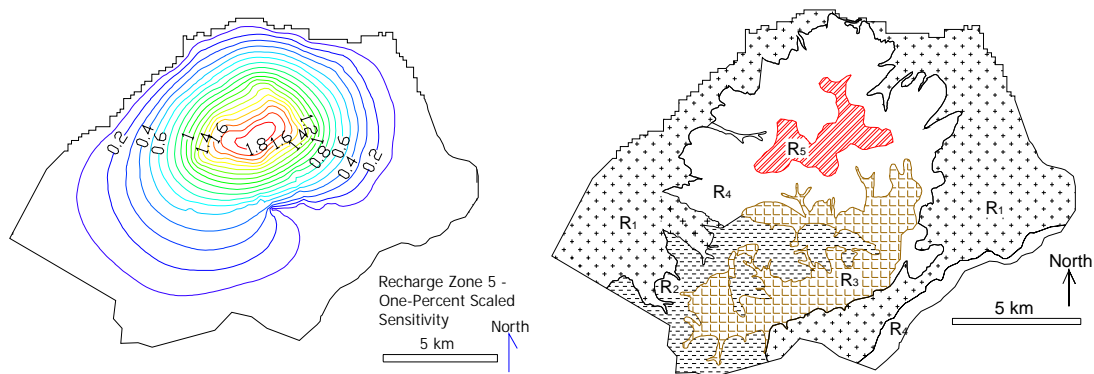 0.2
0.4
0.6
1
1.4
1.6
1.8
1.6
1.4
1.2
1
0.8
0.6
0.4
0.2
Recharge Zone 5 -
One-Percent Scaled
Sensitivity
North
5 km
R5
R4
R1
R1
R2
R3
R4
North
5 km